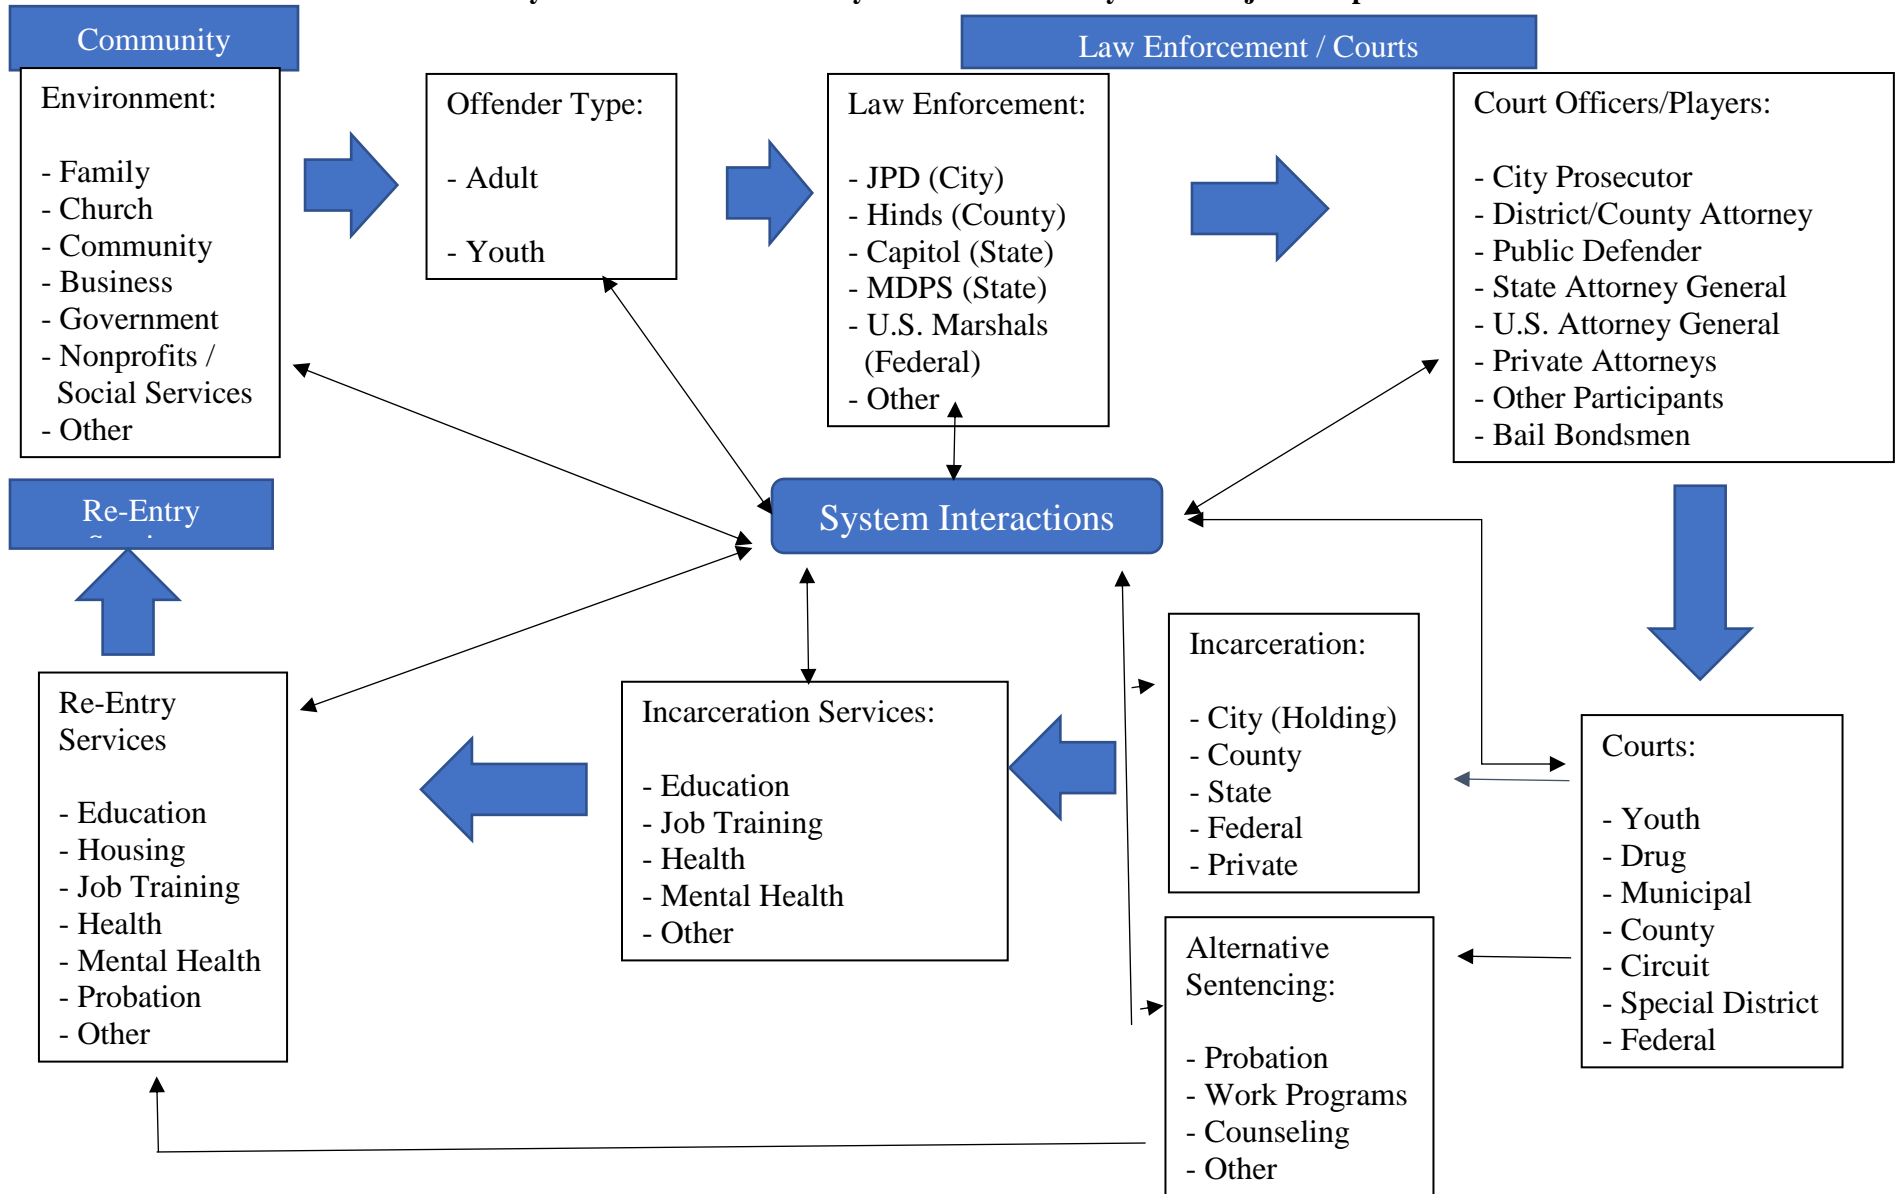 Community
Law Enforcement / Courts
Environment:
- Family
- Church
- Community
- Business
- Government
- Nonprofits /
Social Services
- Other
Offender Type:
- Adult
- Youth
Law Enforcement:
- JPD (City)
- Hinds (County)
- Capitol (State)
- MDPS (State)
- U.S. Marshals
(Federal)
- Other
Court Officers/Players:
- City Prosecutor
- District/County Attorney
- Public Defender
- State Attorney General
- U.S. Attorney General
- Private Attorneys
- Other Participants
- Bail Bondsmen
Re-Entry
System Interactions
Re-Entry
Services
- Education
- Housing
- Job Training
- Health
- Mental Health
- Probation
- Other
Incarceration Services:
- Education
- Job Training
- Health
- Mental Health
- Other
Incarceration:
- City (Holding)
- County
- State
- Federal
- Private
Alternative
Sentencing:
- Probation
- Work Programs
- Counseling
- Other
Courts:
- Youth
- Drug
- Municipal
- County
- Circuit
- Special District
- Federal